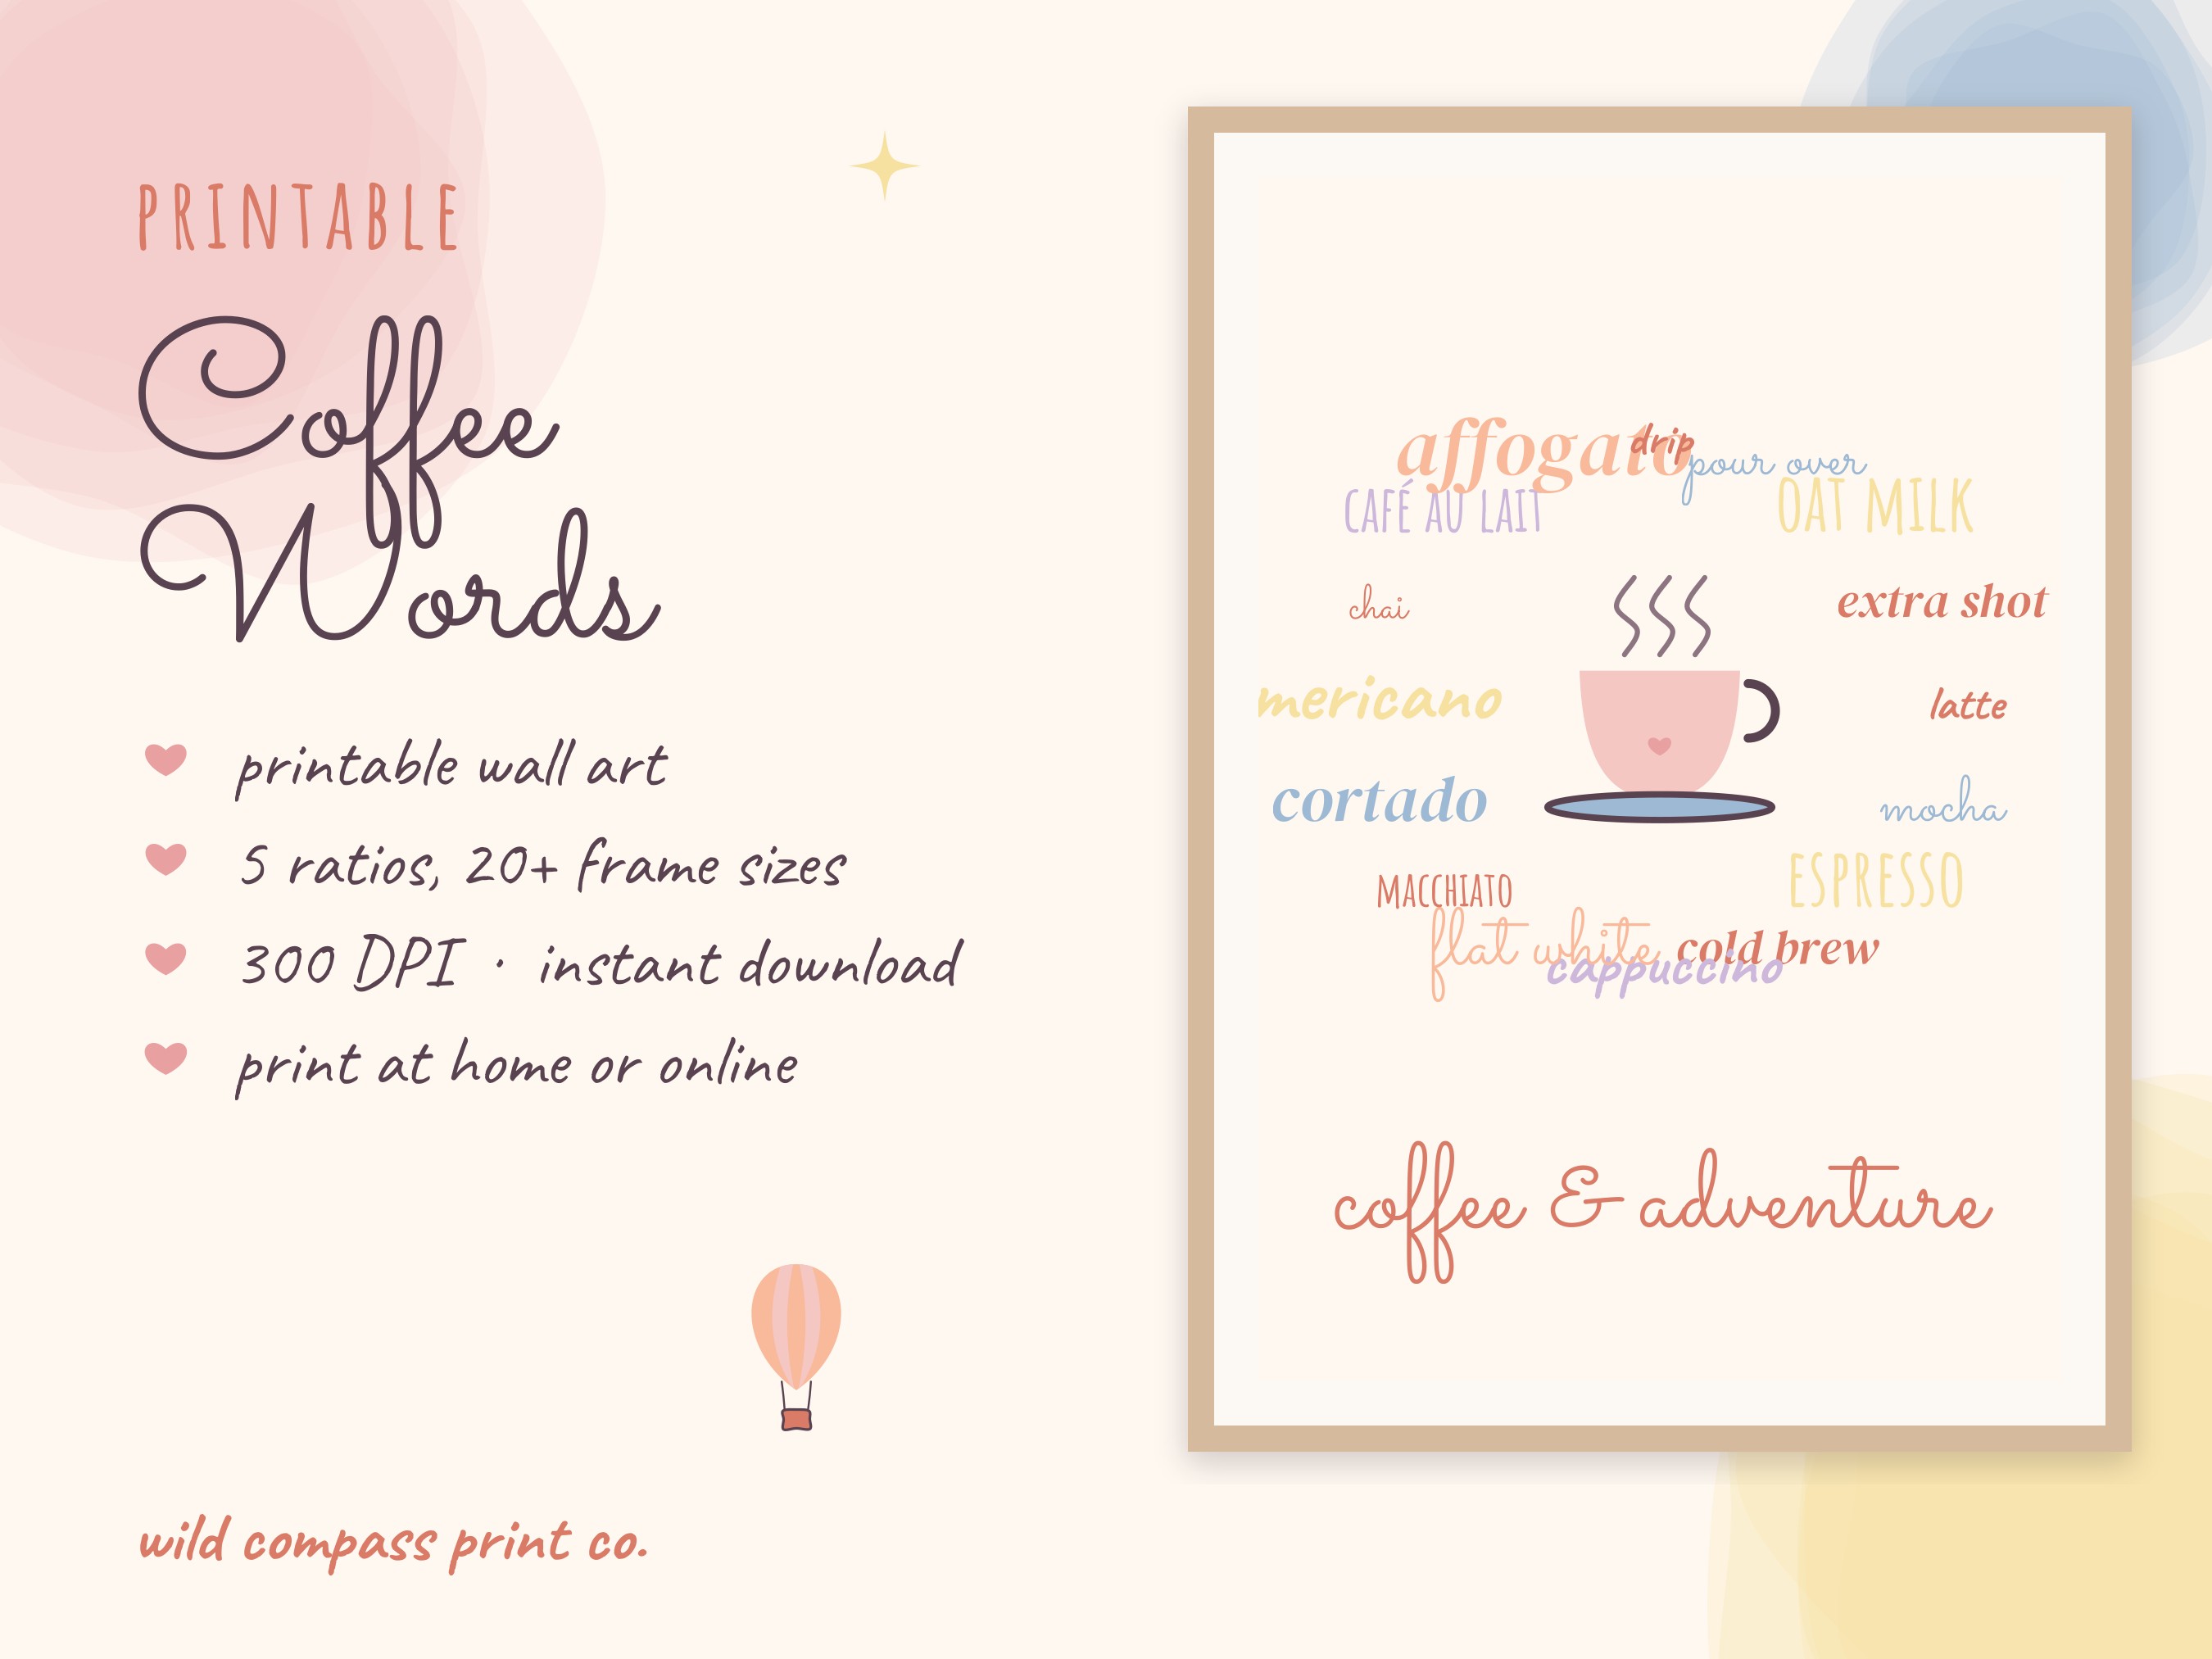 PRINTABLE
Coffee
Words
printable wall art
5 ratios, 20+ frame sizes
300 DPI · instant download
print at home or online
wild compass print co.
affogato
drip
pour over
CAFÉ AU LAIT
OAT MILK
chai
extra shot
mericano
latte
cortado
mocha
MACCHIATO
ESPRESSO
flat white
cold brew
cappuccino
coffee & adventure